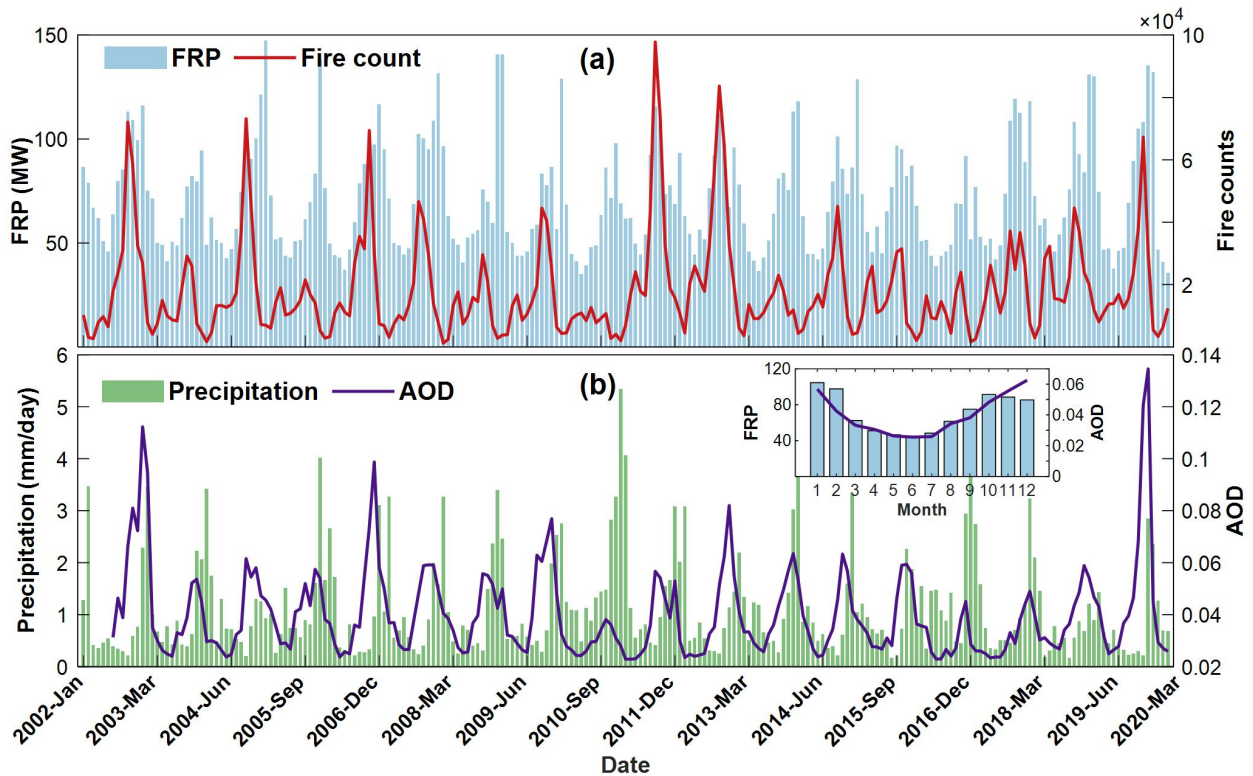 ×10⁴
150
100
50
FRP (MW)
FRP
Fire count
(a)
10
6
2
Fire counts
6
5
4
3
2
1
0
Precipitation (mm/day)
Precipitation
AOD
(b)
120
80
40
FRP
0.06
0.04
0.02
0
AOD
1 2 3 4 5 6 7 8 9 10 11 12
Month
0.14
0.12
0.1
0.08
0.06
0.04
0.02
AOD
2002-Jan
2003-Mar
2004-Jun
2005-Sep
2006-Dec
2008-Mar
2009-Jun
2010-Sep
2011-Dec
2013-Mar
2014-Jun
2015-Sep
2016-Dec
2018-Mar
2019-Jun
2020-Mar
Date